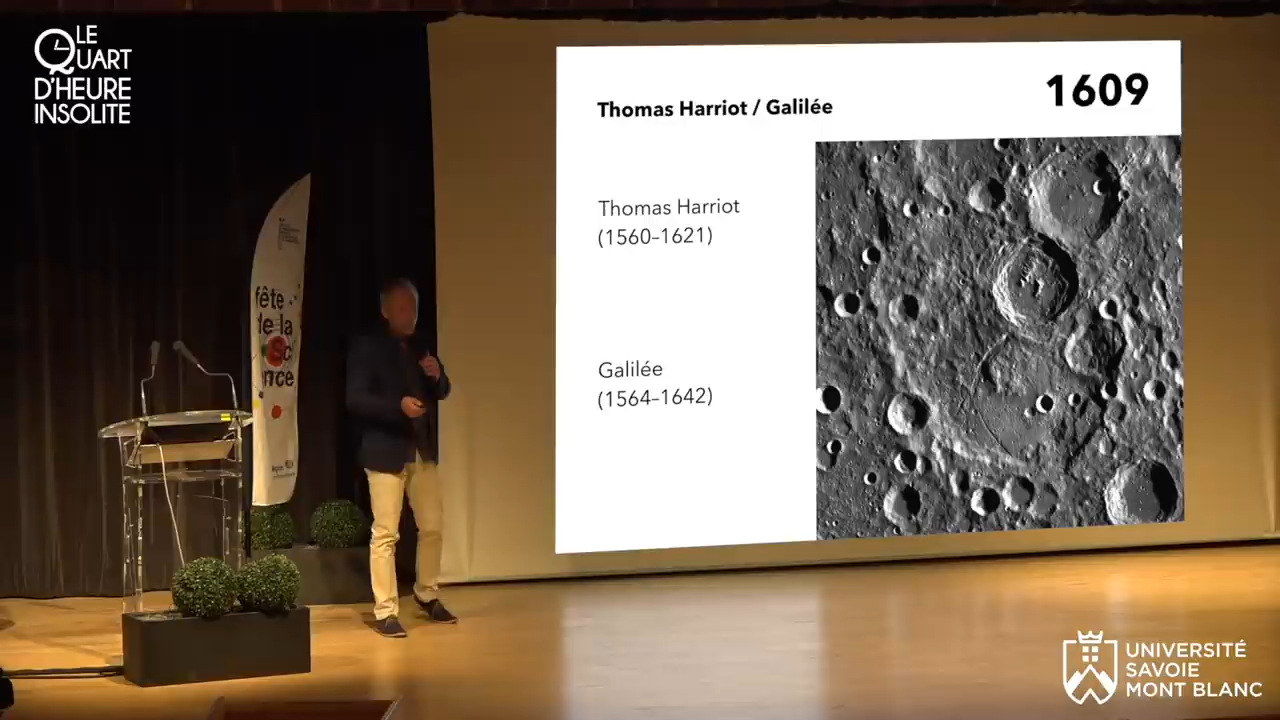 LE
QUART
D'HEURE
INSOLITE
Thomas Harriot / Galilée
1609
Thomas Harriot
(1560–1621)
Galilée
(1564–1642)
fête
de la
Sc
nce
UNIVERSITÉ
SAVOIE
MONT BLANC